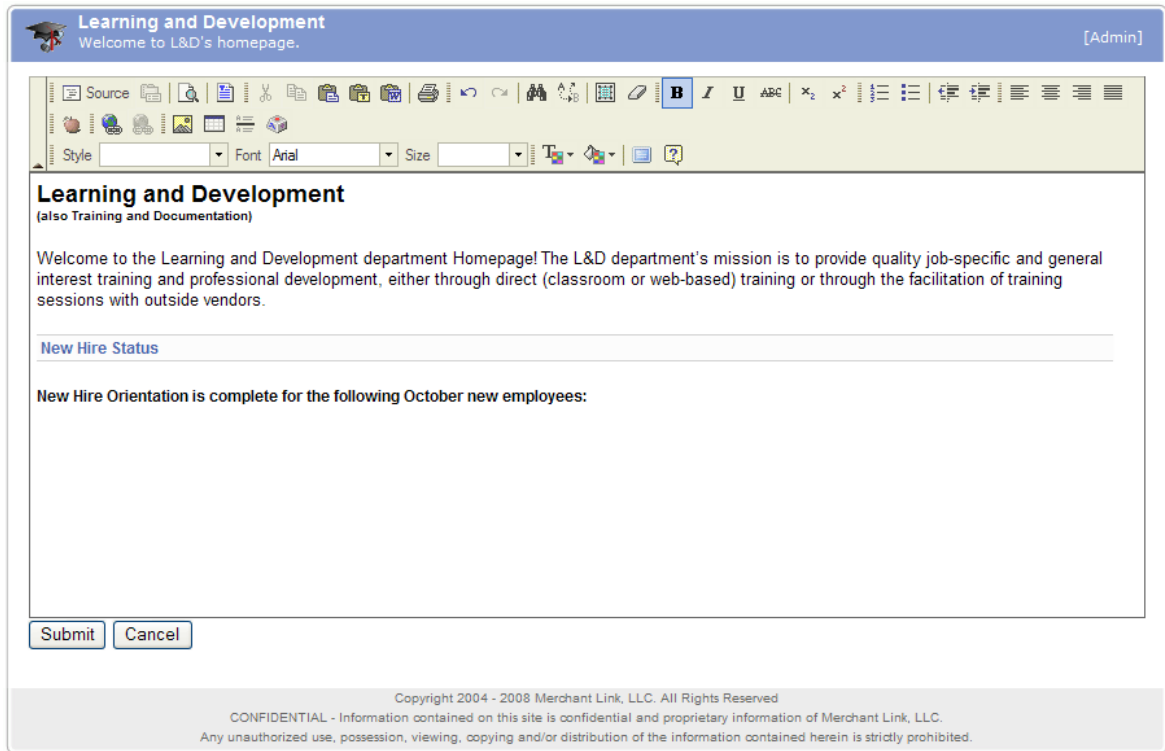 Learning and Development
Welcome to L&D's homepage.
[Admin]
Source B I U ABC x₂ x²
Style Font Arial Size
Learning and Development
(also Training and Documentation)
Welcome to the Learning and Development department Homepage! The L&D department's mission is to provide quality job-specific and general
interest training and professional development, either through direct (classroom or web-based) training or through the facilitation of training
sessions with outside vendors.
New Hire Status
New Hire Orientation is complete for the following October new employees:
Submit Cancel
Copyright 2004 - 2008 Merchant Link, LLC. All Rights Reserved
CONFIDENTIAL - Information contained on this site is confidential and proprietary information of Merchant Link, LLC.
Any unauthorized use, possession, viewing, copying and/or distribution of the information contained herein is strictly prohibited.